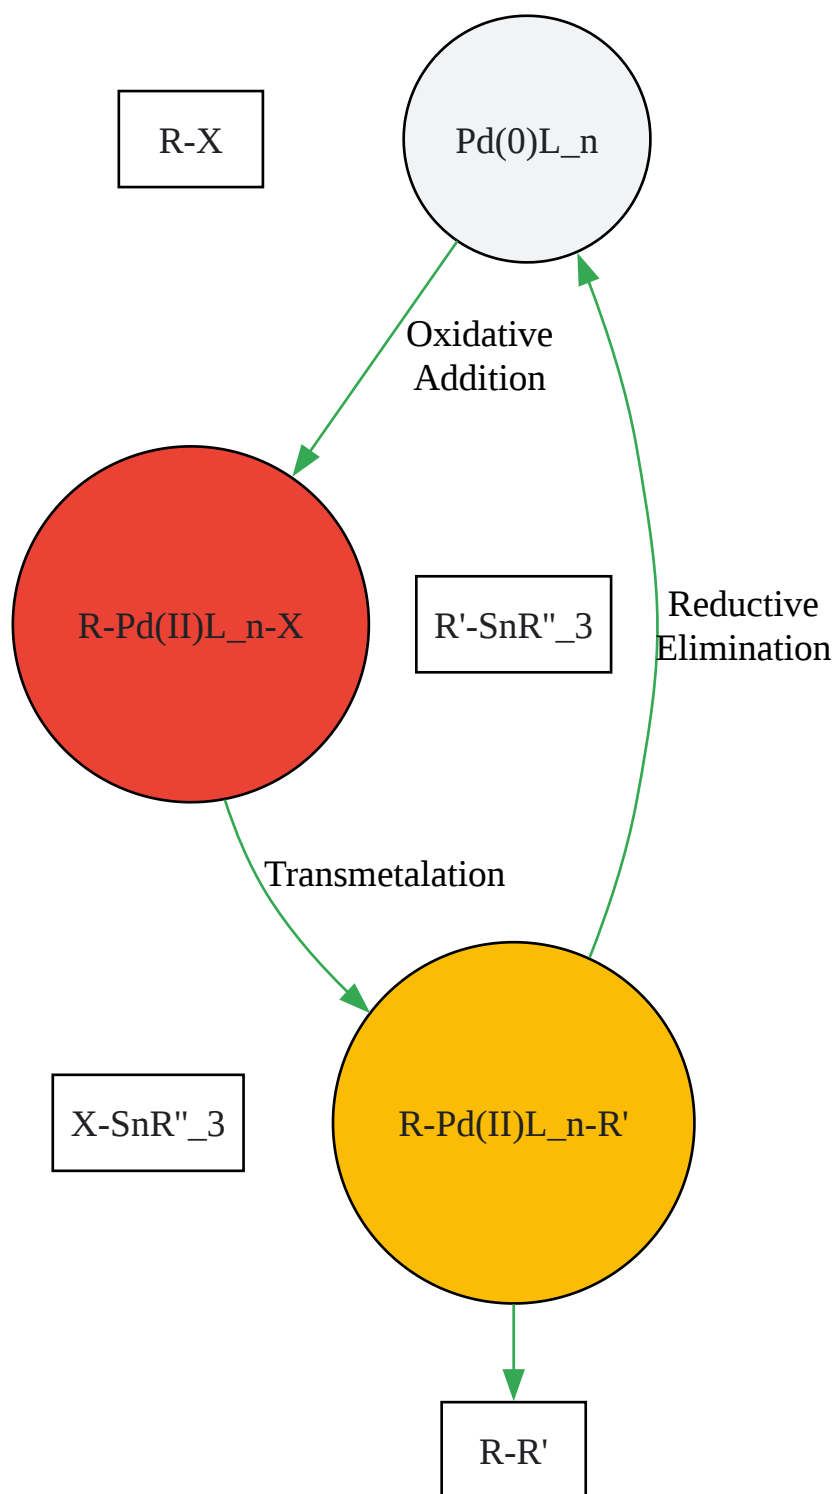 R-X
Pd(0)L_n
Oxidative
Addition
R-Pd(II)L_n-X
R'-SnR"_3
Reductive
Elimination
Transmetalation
X-SnR"_3
R-Pd(II)L_n-R'
R-R'